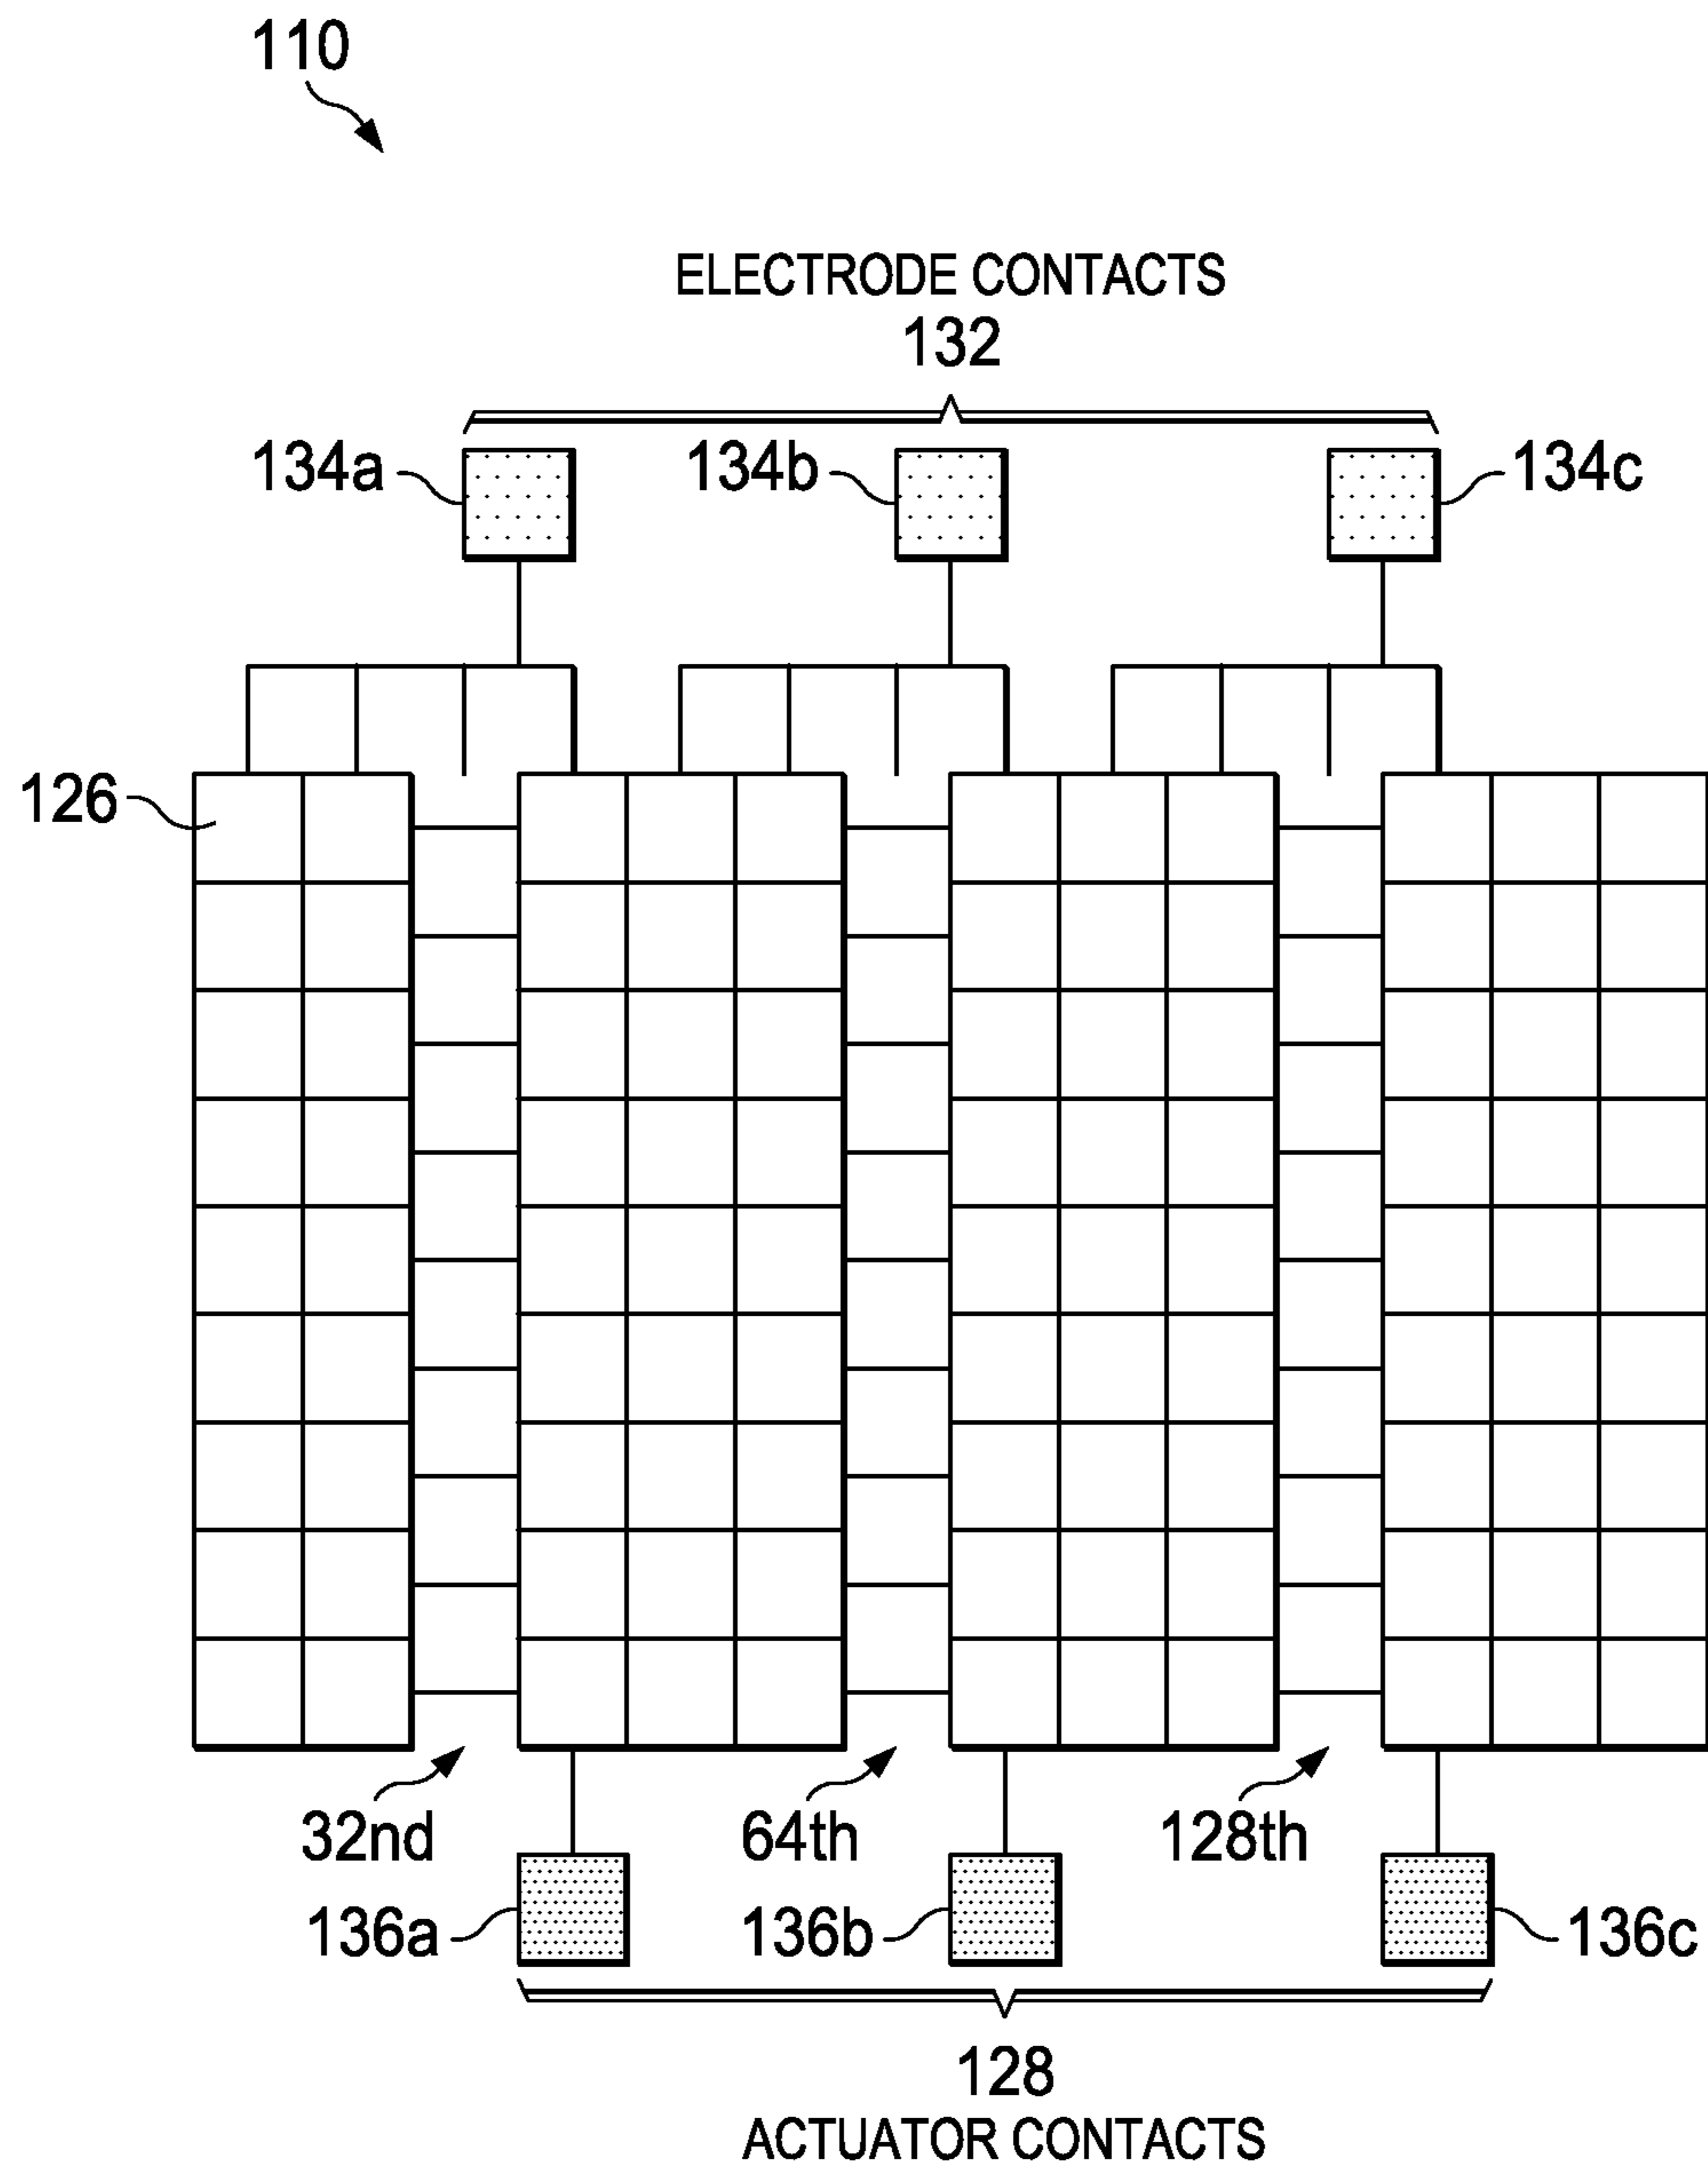 110
ELECTRODE CONTACTS
132
134a 134b 134c
126
32nd 64th 128th
136a 136b 136c
128
ACTUATOR CONTACTS